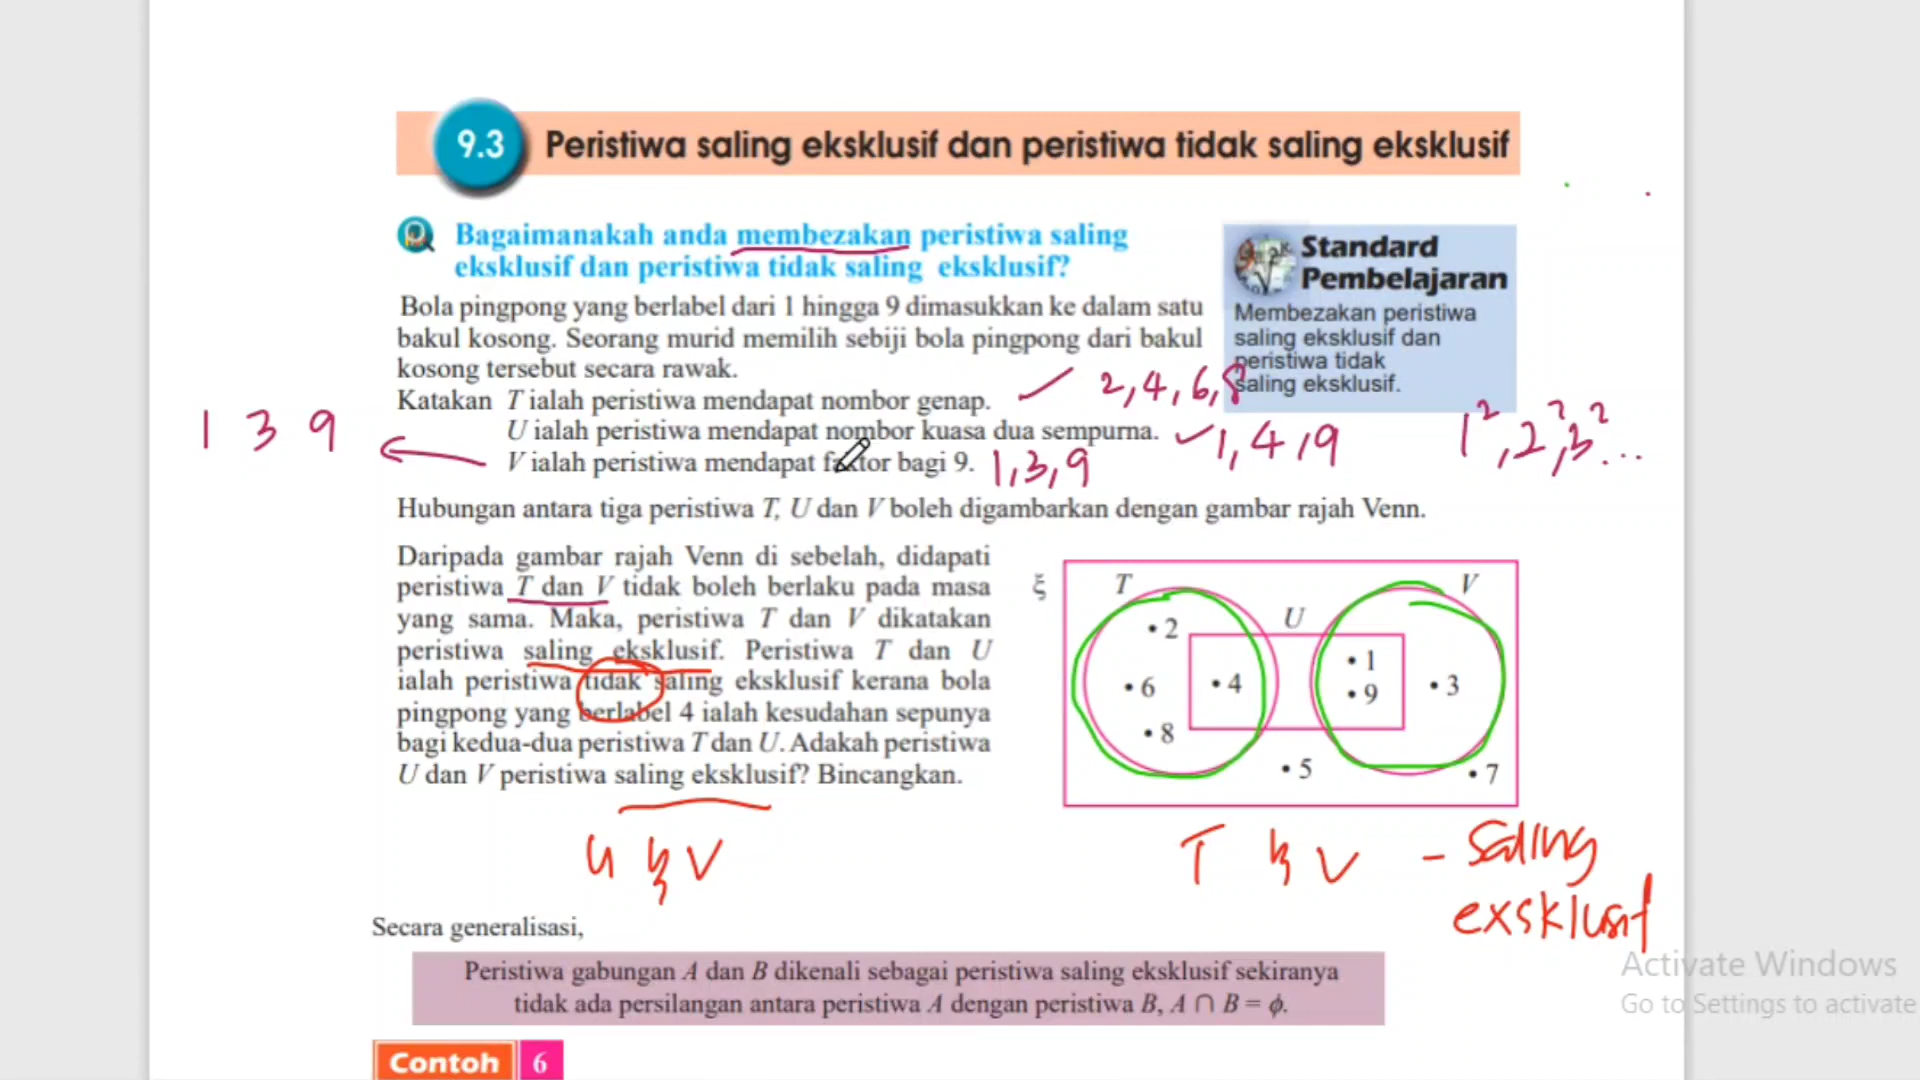 9.3 Peristiwa saling eksklusif dan peristiwa tidak saling eksklusif
Bagaimanakah anda membezakan peristiwa saling
eksklusif dan peristiwa tidak saling eksklusif?
Standard
Pembelajaran
Membezakan peristiwa
saling eksklusif dan
peristiwa tidak
saling eksklusif.
Bola pingpong yang berlabel dari 1 hingga 9 dimasukkan ke dalam satu
bakul kosong. Seorang murid memilih sebiji bola pingpong dari bakul
kosong tersebut secara rawak.
Katakan T ialah peristiwa mendapat nombor genap. 2, 4, 6, 8
U ialah peristiwa mendapat nombor kuasa dua sempurna. 1, 4, 9
1², 2², 3² ...
1 3 9
V ialah peristiwa mendapat faktor bagi 9. 1, 3, 9
Hubungan antara tiga peristiwa T, U dan V boleh digambarkan dengan gambar rajah Venn.
Daripada gambar rajah Venn di sebelah, didapati
peristiwa T dan V tidak boleh berlaku pada masa
yang sama. Maka, peristiwa T dan V dikatakan
peristiwa saling eksklusif. Peristiwa T dan U
ialah peristiwa tidak saling eksklusif kerana bola
pingpong yang berlabel 4 ialah kesudahan sepunya
bagi kedua-dua peristiwa T dan U. Adakah peristiwa
U dan V peristiwa saling eksklusif? Bincangkan.
ξ T U V
• 2
• 6
• 8
• 4
• 1
• 9
• 3
• 5
• 7
U & V
T & V - saling
exsklusif
Secara generalisasi,
Peristiwa gabungan A dan B dikenali sebagai peristiwa saling eksklusif sekiranya
tidak ada persilangan antara peristiwa A dengan peristiwa B, A ∩ B = ϕ.
Contoh 6
Activate Windows
Go to Settings to activate